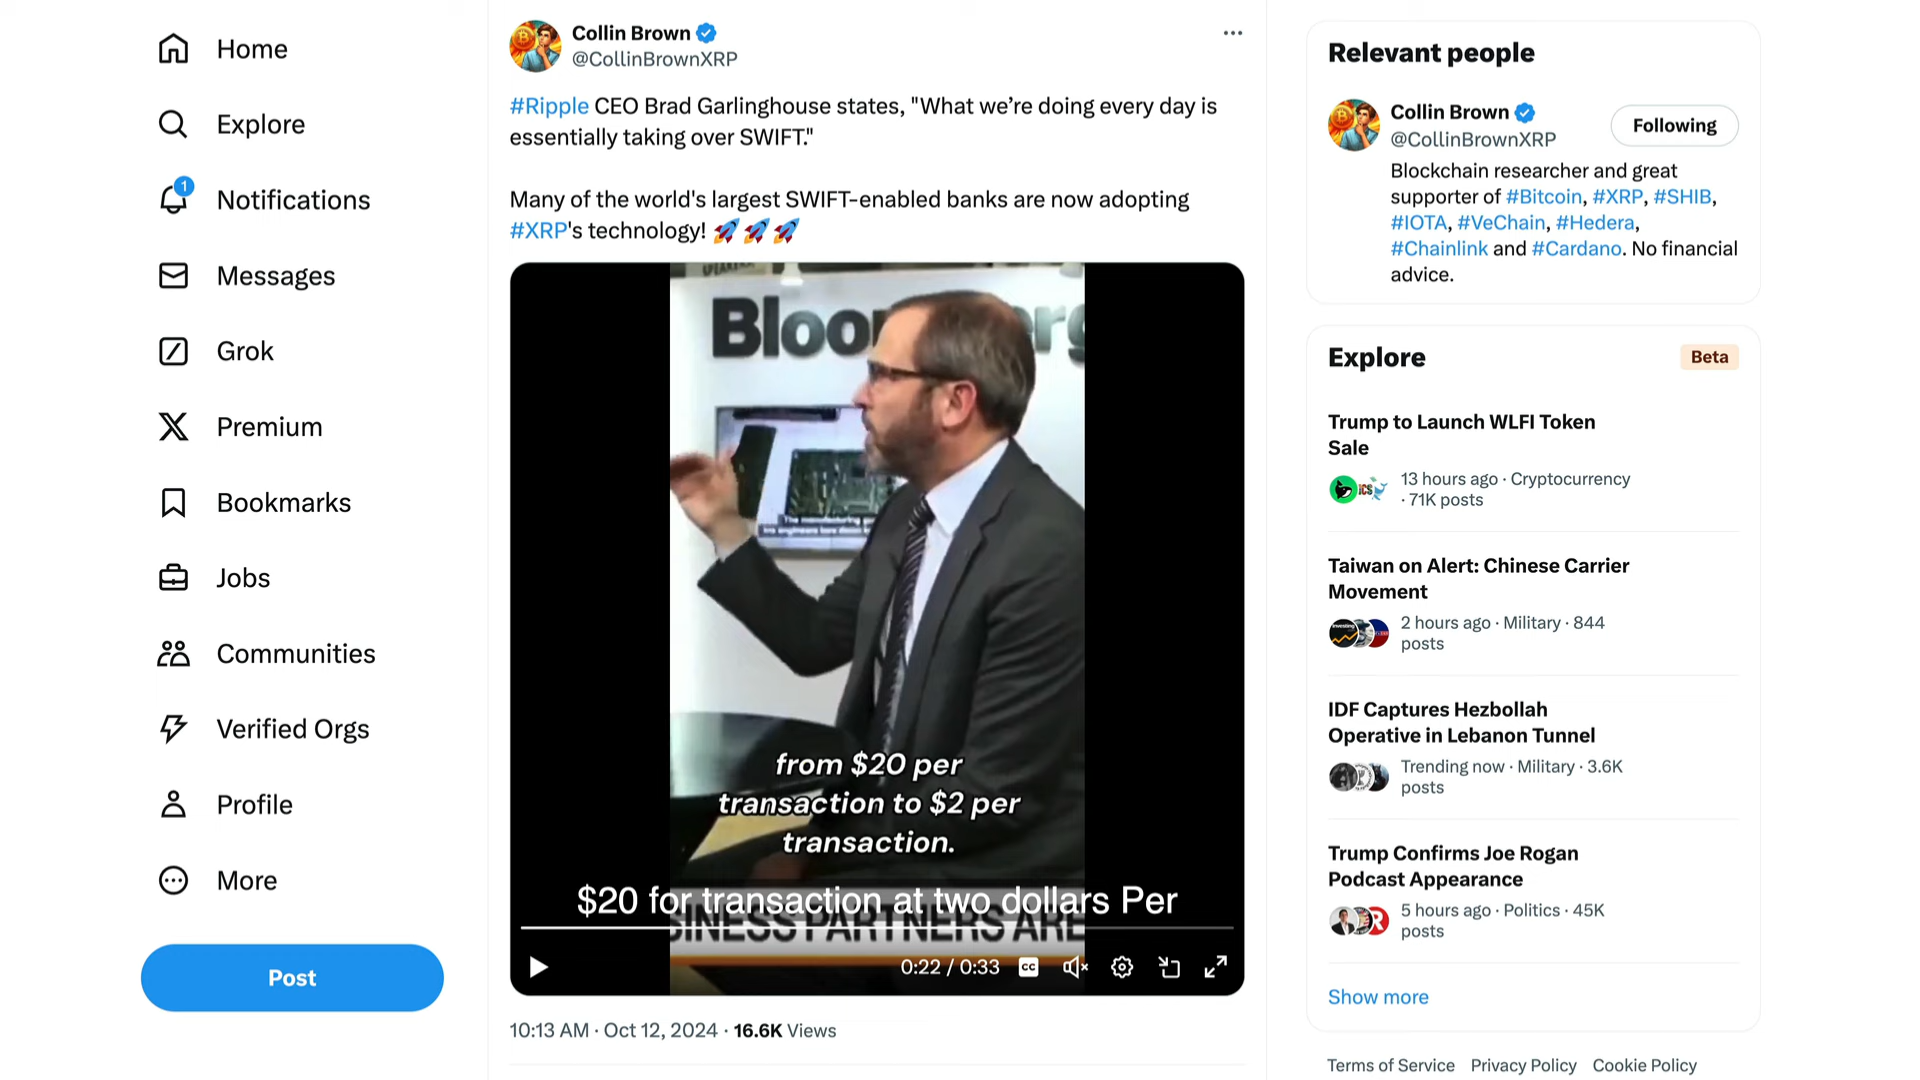 Home
Explore
1
Notifications
Messages
Grok
Premium
Bookmarks
Jobs
Communities
Verified Orgs
Profile
More
Post
Collin Brown
@CollinBrownXRP
#Ripple CEO Brad Garlinghouse states, "What we’re doing every day is
essentially taking over SWIFT."
Many of the world's largest SWIFT-enabled banks are now adopting
#XRP's technology! 🚀🚀🚀
from $20 per
transaction to $2 per
transaction.
$20 for transaction at two dollars Per
PARTNERS ARE
0:22 / 0:33
CC
10:13 AM · Oct 12, 2024 · 16.6K Views
Relevant people
Collin Brown
@CollinBrownXRP
Following
Blockchain researcher and great
supporter of #Bitcoin, #XRP, #SHIB,
#IOTA, #VeChain, #Hedera,
#Chainlink and #Cardano. No financial
advice.
Explore
Beta
Trump to Launch WLFI Token
Sale
13 hours ago · Cryptocurrency
· 71K posts
Taiwan on Alert: Chinese Carrier
Movement
2 hours ago · Military · 844
posts
IDF Captures Hezbollah
Operative in Lebanon Tunnel
Trending now · Military · 3.6K
posts
Trump Confirms Joe Rogan
Podcast Appearance
5 hours ago · Politics · 45K
posts
Show more
Terms of Service Privacy Policy Cookie Policy